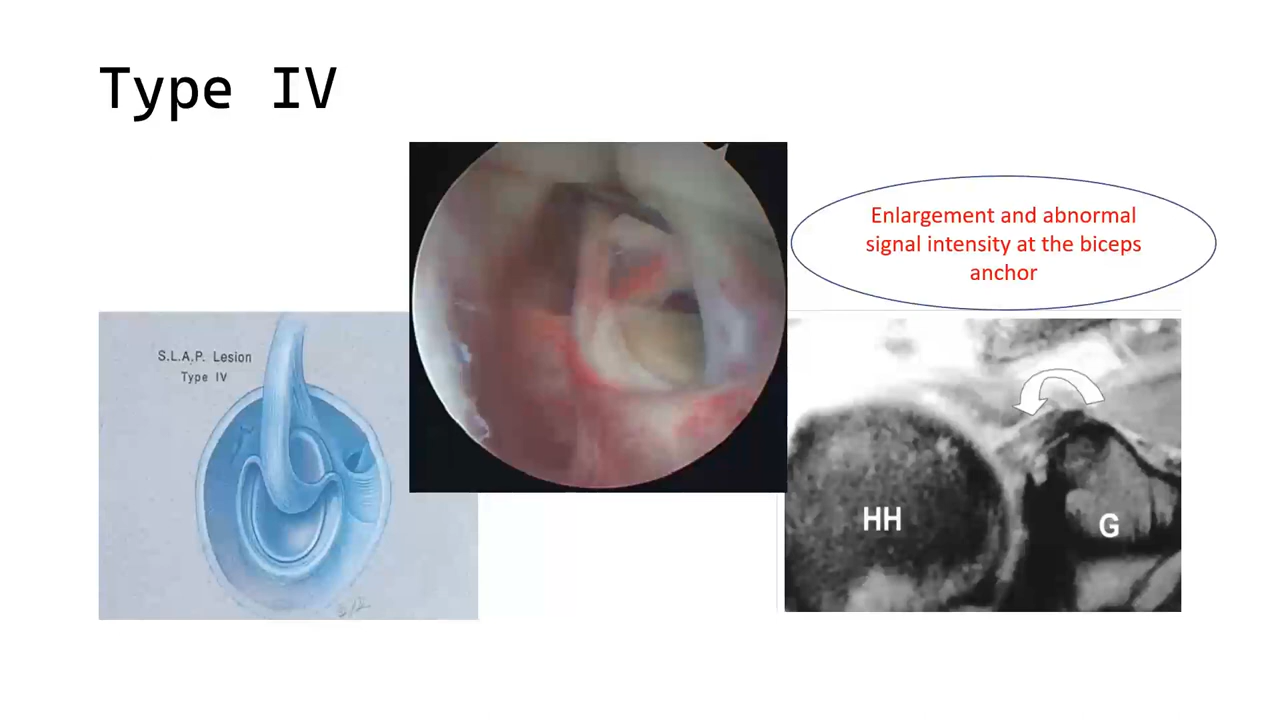 Type IV
Enlargement and abnormal
signal intensity at the biceps
anchor
S.L.A.P. Lesion
Type IV
HH
G